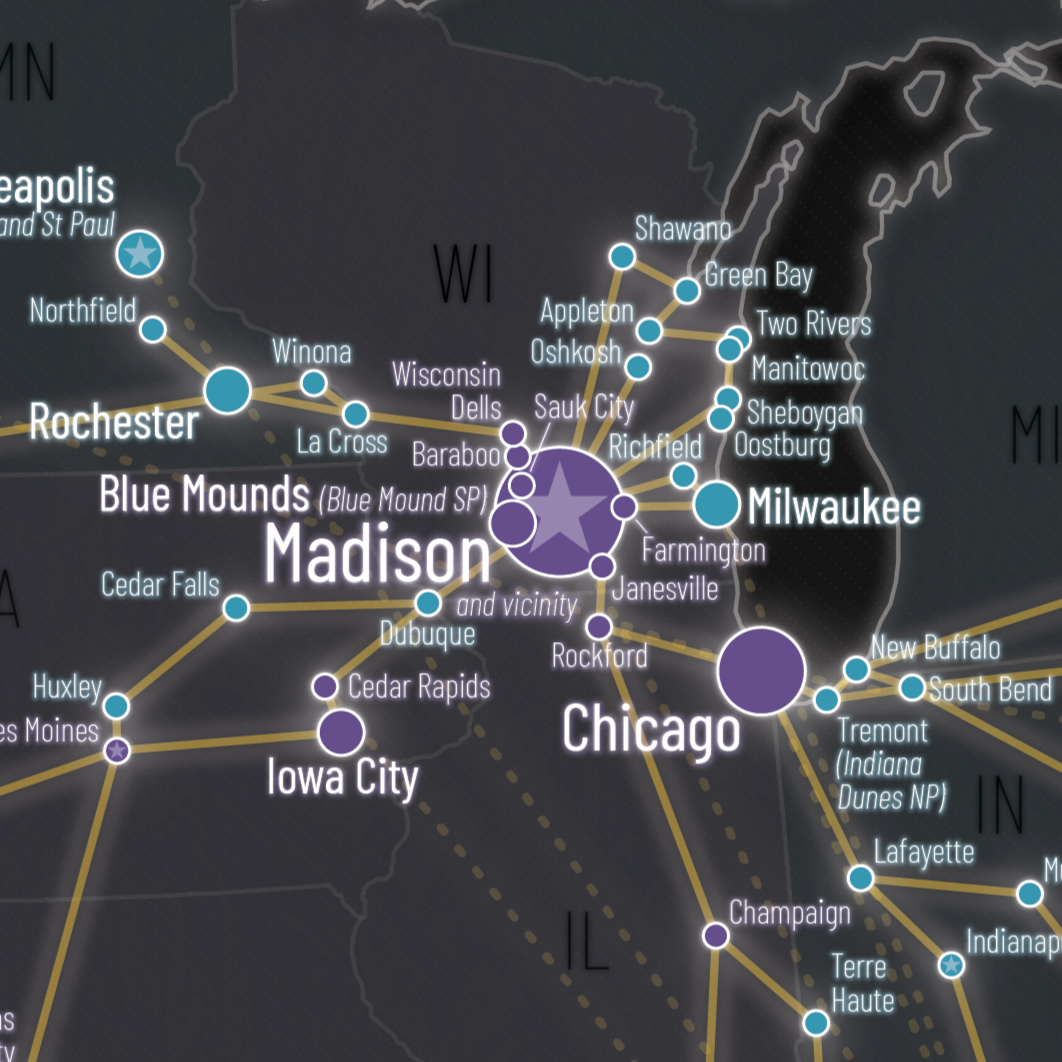 MN
eapolis
and St Paul
Northfield
Rochester
Winona
La Cross
WI
Shawano
Green Bay
Appleton
Two Rivers
Oshkosh
Manitowoc
Wisconsin
Dells
Sauk City
Sheboygan
Oostburg
Richfield
Baraboo
Blue Mounds (Blue Mound SP)
Milwaukee
MI
Madison
and vicinity
Farmington
Janesville
Cedar Falls
A
Dubuque
Rockford
Huxley
Cedar Rapids
es Moines
Iowa City
Chicago
New Buffalo
South Bend
Tremont
(Indiana
Dunes NP)
IN
Lafayette
Champaign
IL
Indianap
Terre
Haute